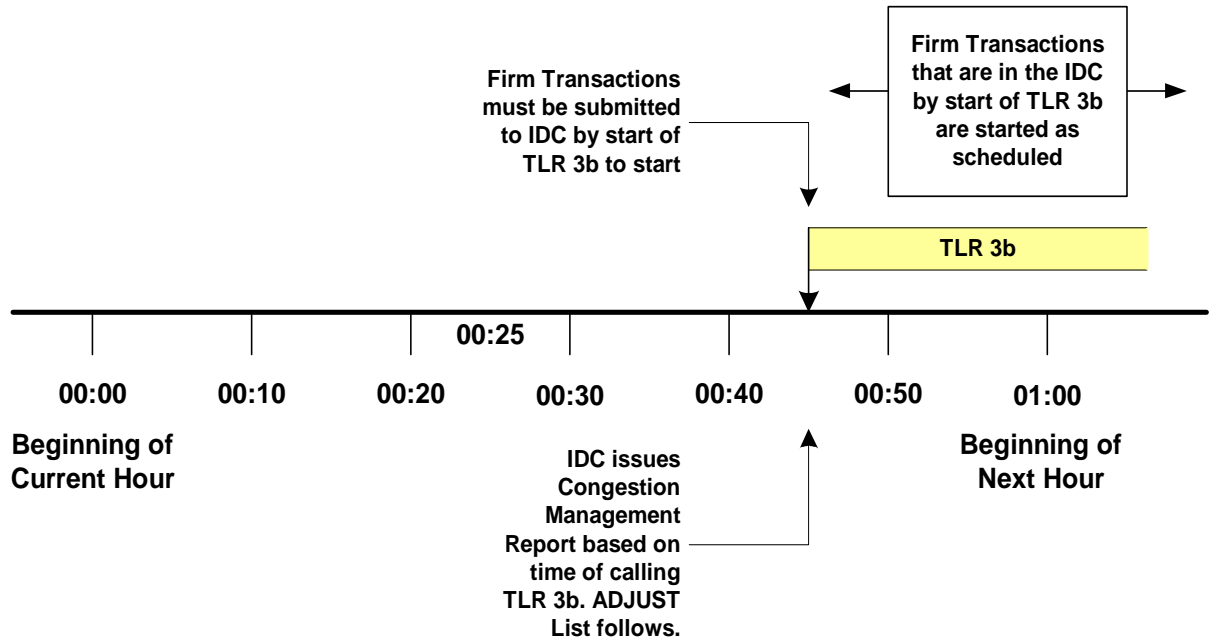 Firm Transactions
must be submitted
to IDC by start of
TLR 3b to start
Firm Transactions
that are in the IDC
by start of TLR 3b
are started as
scheduled
TLR 3b
00:25
00:00
00:10
00:20
00:30
00:40
00:50
01:00
Beginning of
Current Hour
Beginning of
Next Hour
IDC issues
Congestion
Management
Report based on
time of calling
TLR 3b. ADJUST
List follows.